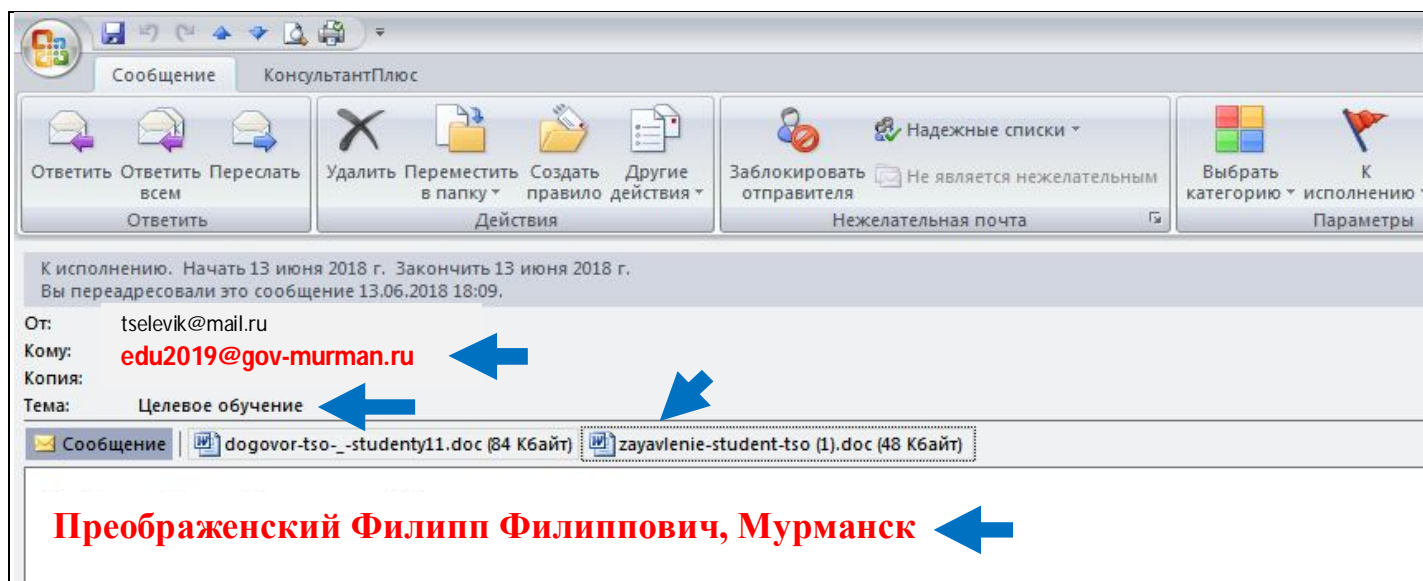 Сообщение КонсультантПлюс
Ответить Ответить всем Переслать
Ответить
Удалить Переместить в папку Создать правило Другие действия
Действия
Заблокировать отправителя Надежные списки
Не является нежелательным
Нежелательная почта
Выбрать категорию К исполнению
Параметры
К исполнению. Начать 13 июня 2018 г. Закончить 13 июня 2018 г.
Вы переадресовали это сообщение 13.06.2018 18:09.
От: tselevik@mail.ru
Кому: edu2019@gov-murman.ru
Копия:
Тема: Целевое обучение
Сообщение dogovor-tso-_-studenty11.doc (84 Кбайт) zayavlenie-student-tso (1).doc (48 Кбайт)
Преображенский Филипп Филиппович, Мурманск